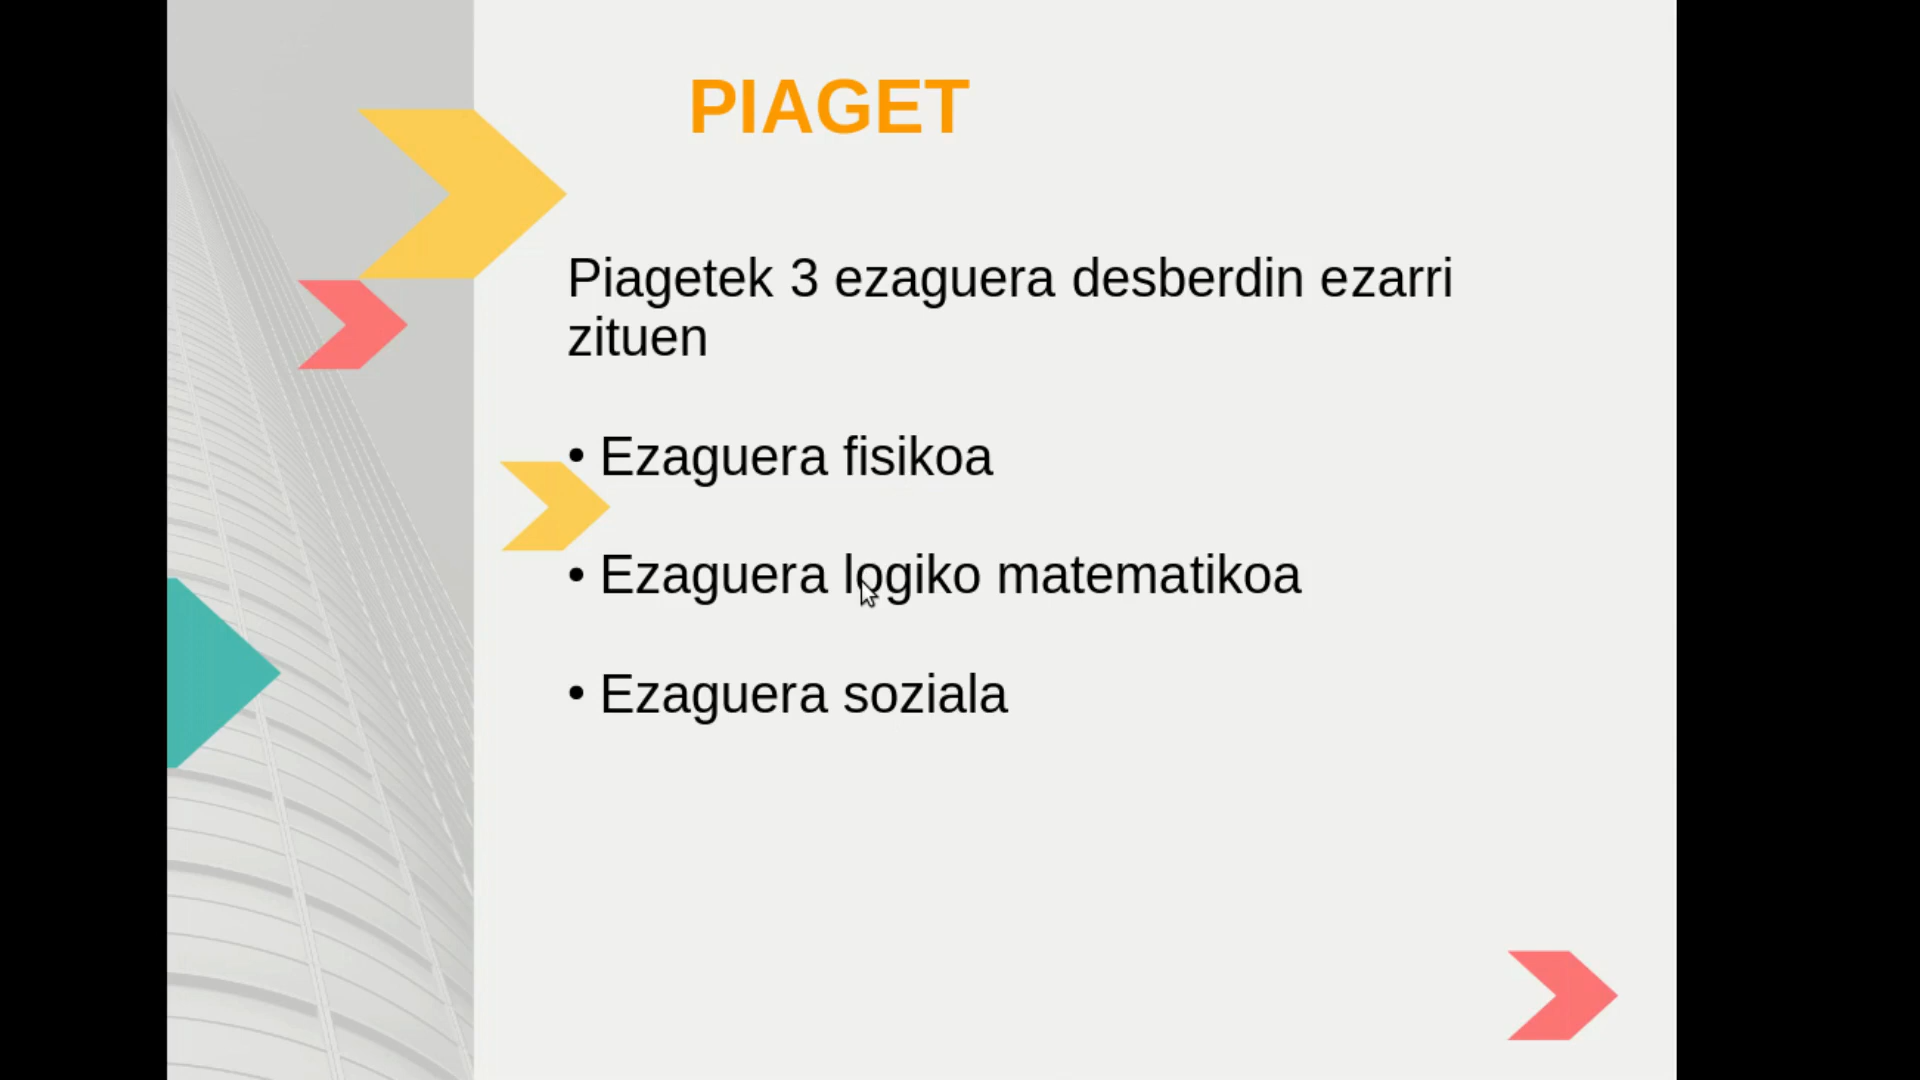 PIAGET
Piagetek 3 ezaguera desberdin ezarri
zituen
• Ezaguera fisikoa
• Ezaguera logiko matematikoa
• Ezaguera soziala